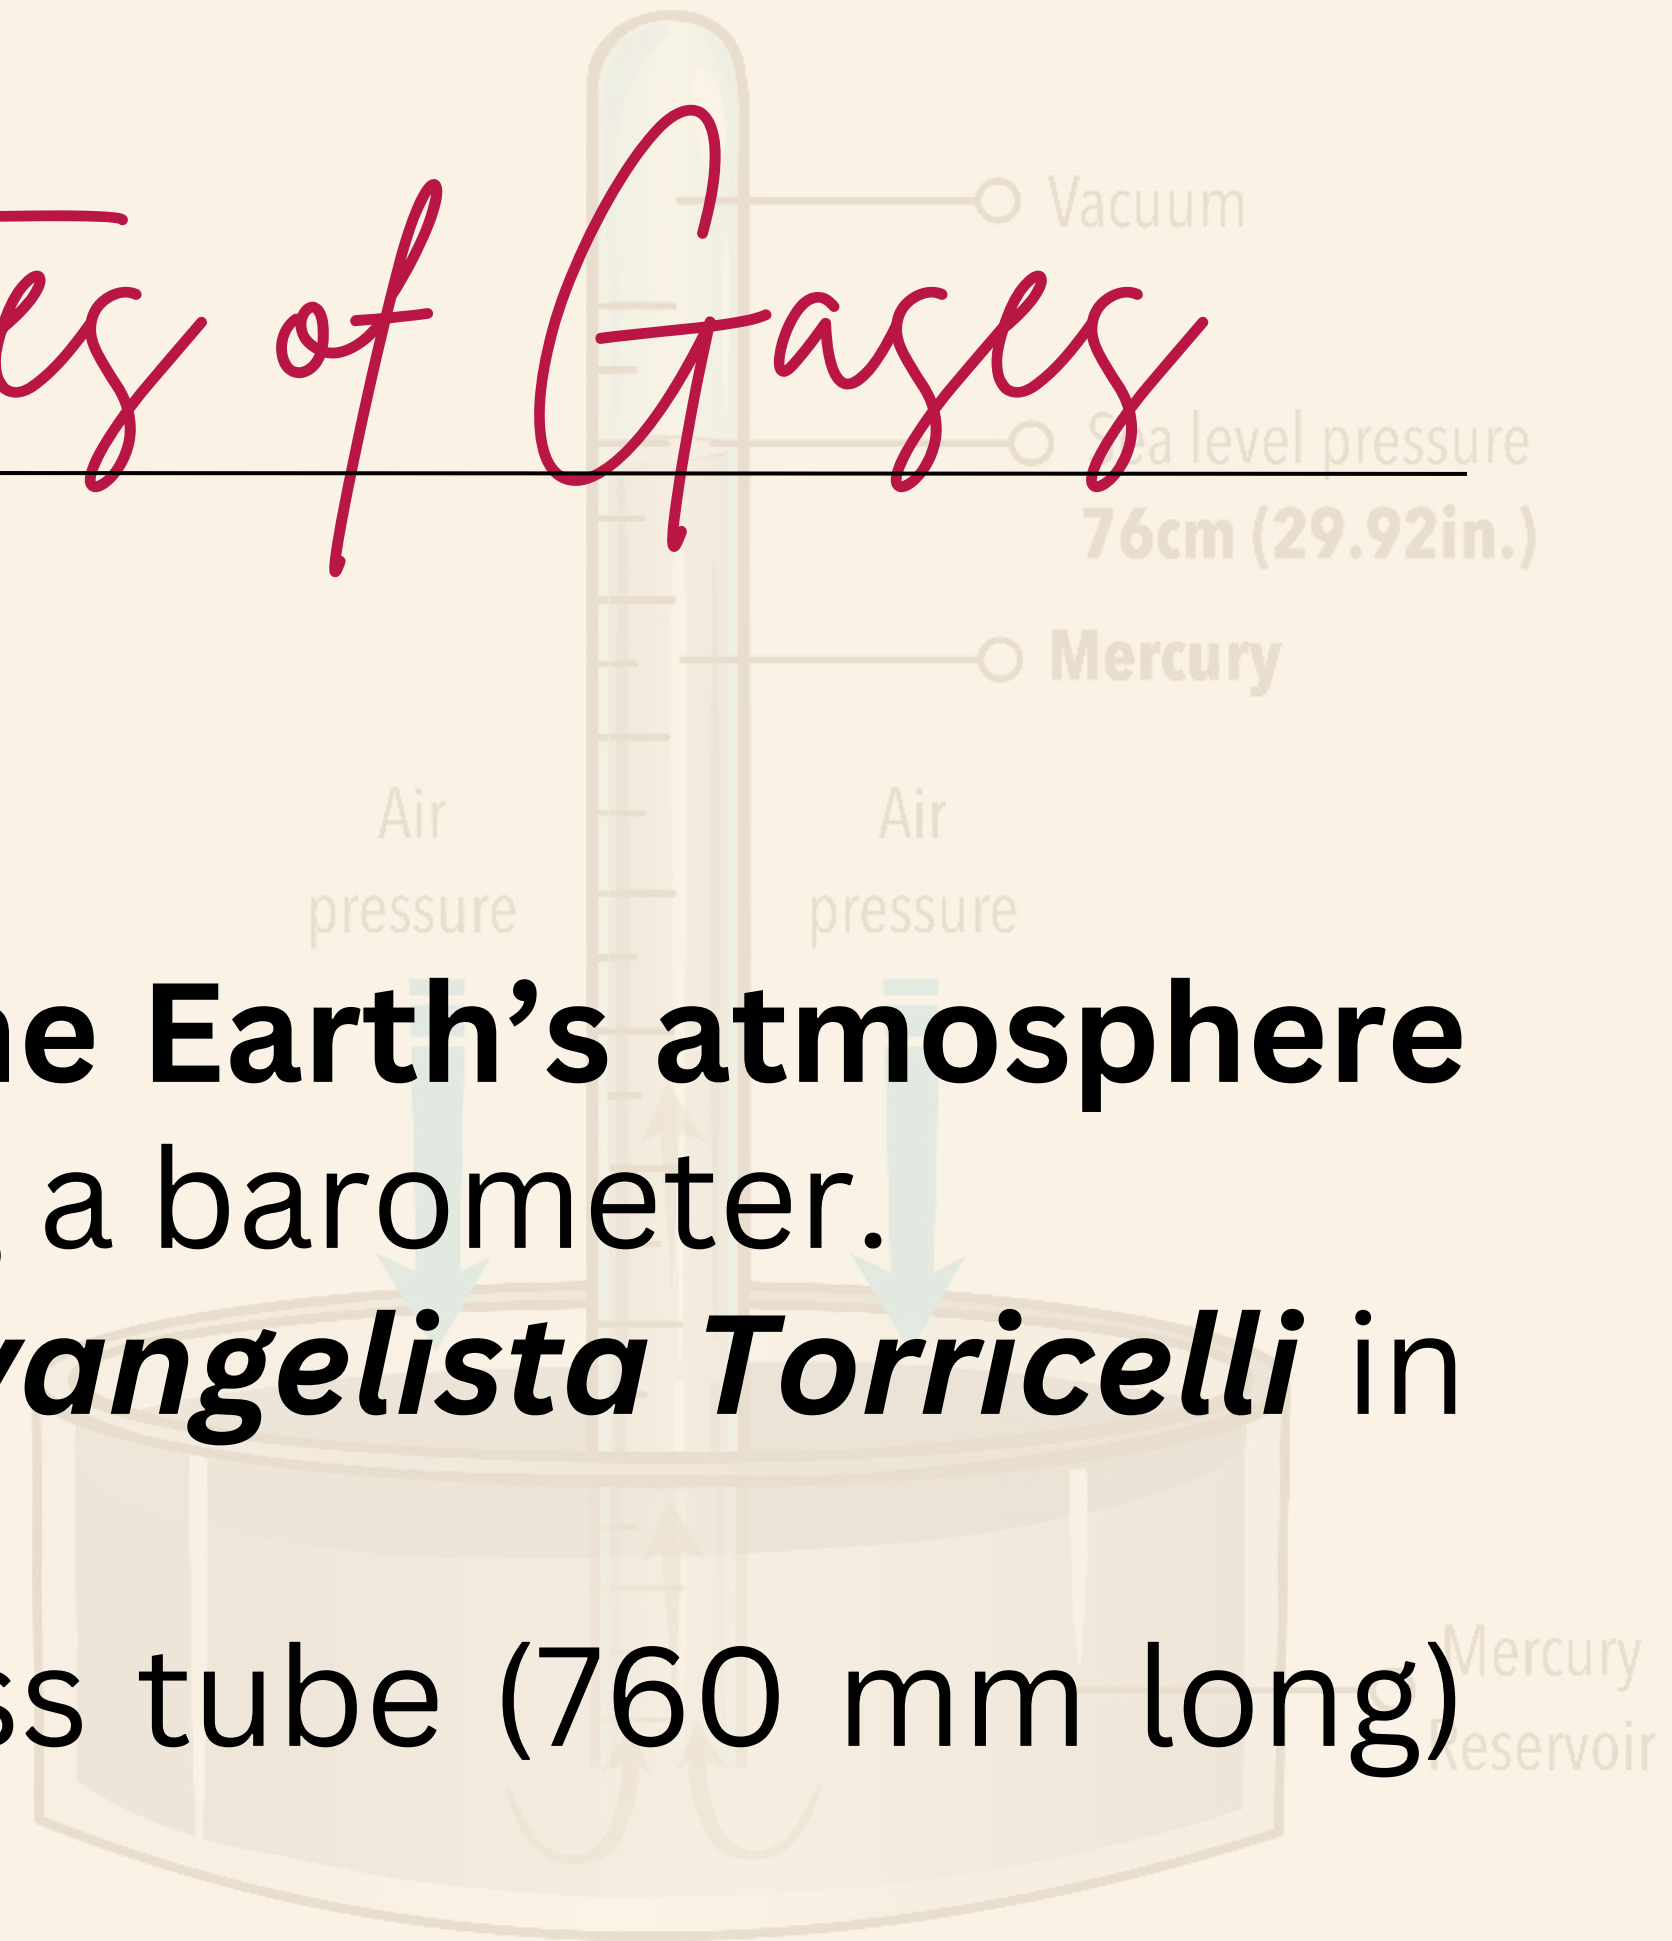 es of Gases
Vacuum
Sea level pressure
76cm (29.92in.)
Mercury
Air
pressure
Air
pressure
Earth’s atmosphere
a barometer.
vangelista Torricelli in
ss tube (760 mm long)
Mercury
Reservoir